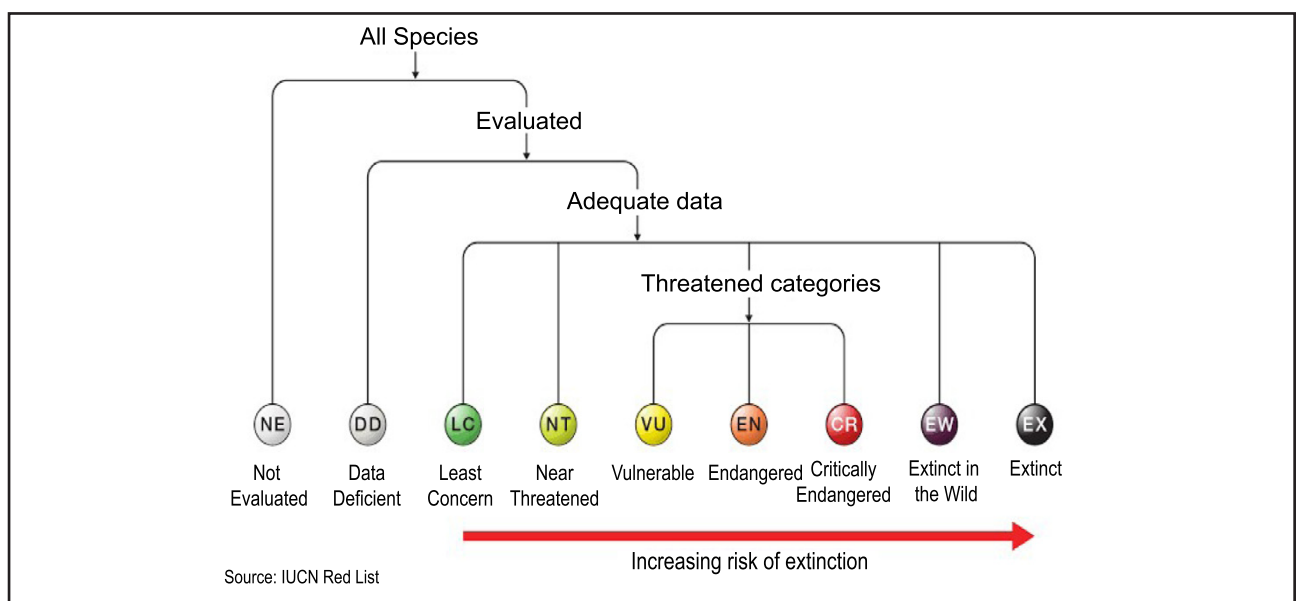 All Species
Evaluated
Adequate data
Threatened categories
NE
DD
LC
NT
VU
EN
CR
EW
EX
Not
Evaluated
Data
Deficient
Least
Concern
Near
Threatened
Vulnerable
Endangered
Critically
Endangered
Extinct in
the Wild
Extinct
Increasing risk of extinction
Source: IUCN Red List